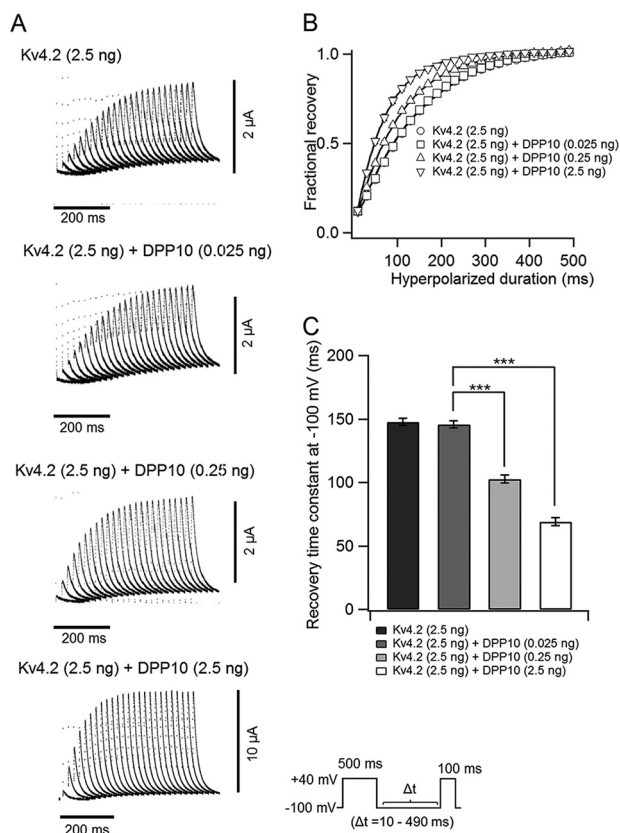 A
Kv4.2 (2.5 ng)
2 µA
200 ms
Kv4.2 (2.5 ng) + DPP10 (0.025 ng)
2 µA
200 ms
Kv4.2 (2.5 ng) + DPP10 (0.25 ng)
2 µA
200 ms
Kv4.2 (2.5 ng) + DPP10 (2.5 ng)
10 µA
200 ms
B
Fractional recovery
1.0
0.5
0.0
Kv4.2 (2.5 ng)
Kv4.2 (2.5 ng) + DPP10 (0.025 ng)
Kv4.2 (2.5 ng) + DPP10 (0.25 ng)
Kv4.2 (2.5 ng) + DPP10 (2.5 ng)
100 200 300 400 500
Hyperpolarized duration (ms)
C
Recovery time constant at -100 mV (ms)
200
150
100
50
0
***
***
Kv4.2 (2.5 ng)
Kv4.2 (2.5 ng) + DPP10 (0.025 ng)
Kv4.2 (2.5 ng) + DPP10 (0.25 ng)
Kv4.2 (2.5 ng) + DPP10 (2.5 ng)
500 ms 100 ms
+40 mV
Δt
-100 mV
(Δt =10 - 490 ms)